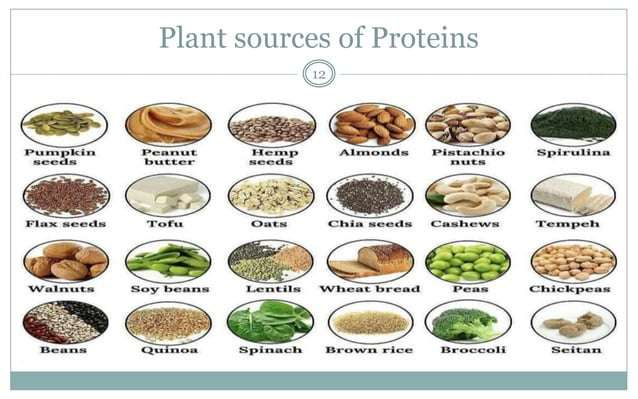 Plant sources of Proteins
12
Pumpkin seeds
Peanut butter
Hemp seeds
Almonds
Pistachio nuts
Spirulina
Flax seeds
Tofu
Oats
Chia seeds
Cashews
Tempeh
Walnuts
Soy beans
Lentils
Wheat bread
Peas
Chickpeas
Beans
Quinoa
Spinach
Brown rice
Broccoli
Seitan